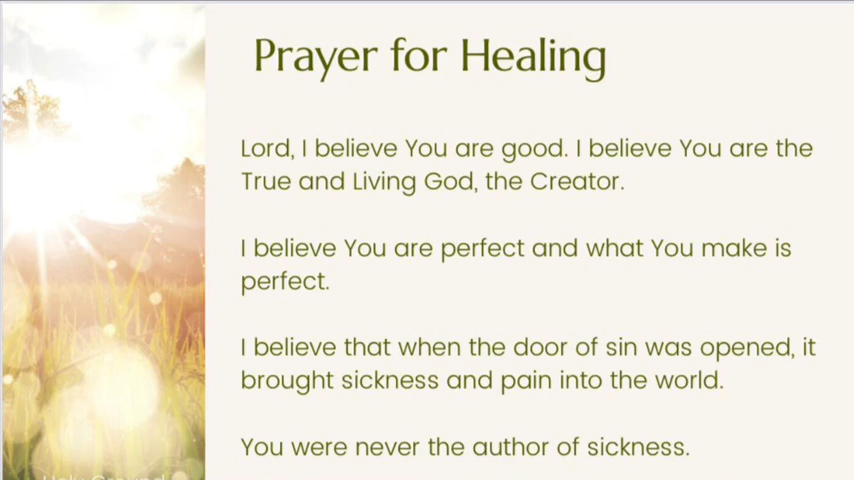 Prayer for Healing
Lord, I believe You are good. I believe You are the
True and Living God, the Creator.
I believe You are perfect and what You make is
perfect.
I believe that when the door of sin was opened, it
brought sickness and pain into the world.
You were never the author of sickness.